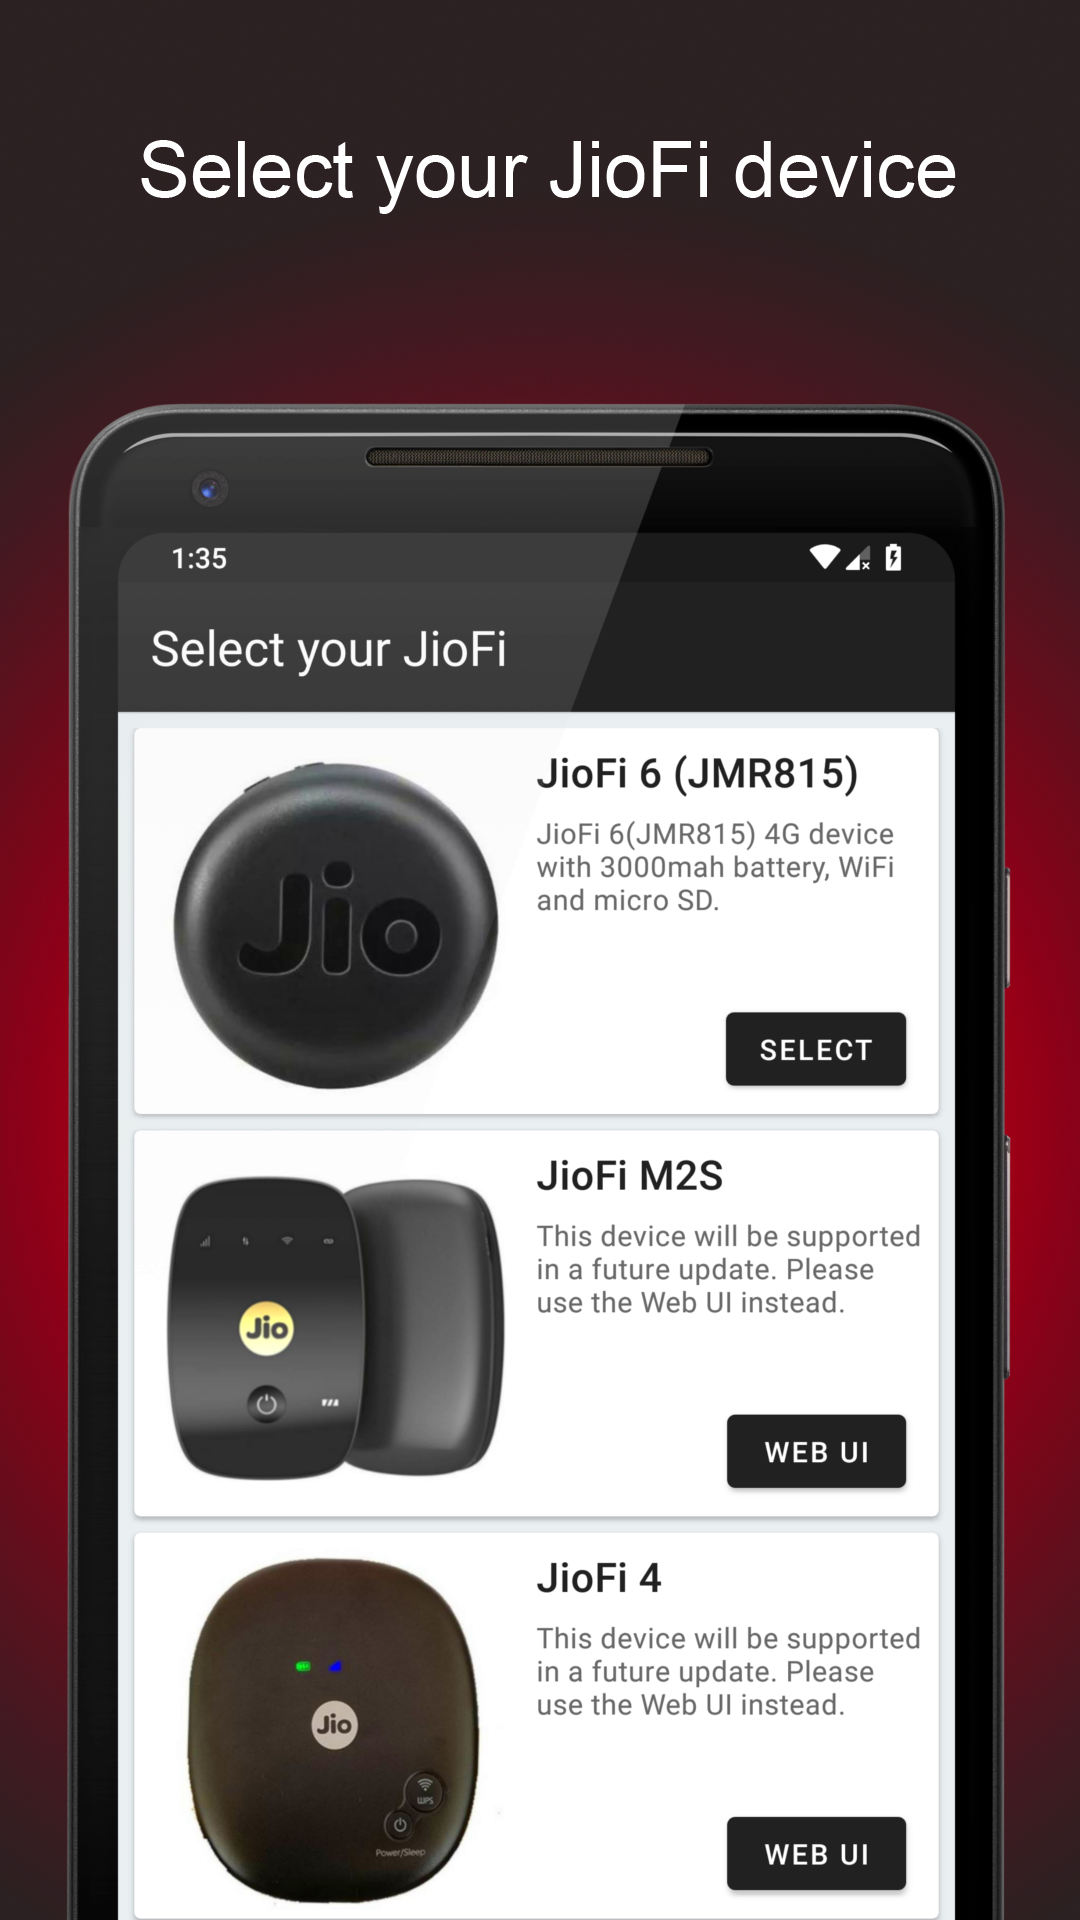 Select your JioFi device
1:35
Select your JioFi
Jio
JioFi 6 (JMR815)
JioFi 6(JMR815) 4G device
with 3000mah battery, WiFi
and micro SD.
SELECT
Jio
JioFi M2S
This device will be supported
in a future update. Please
use the Web UI instead.
WEB UI
Jio
WPS
Power/Sleep
JioFi 4
This device will be supported
in a future update. Please
use the Web UI instead.
WEB UI